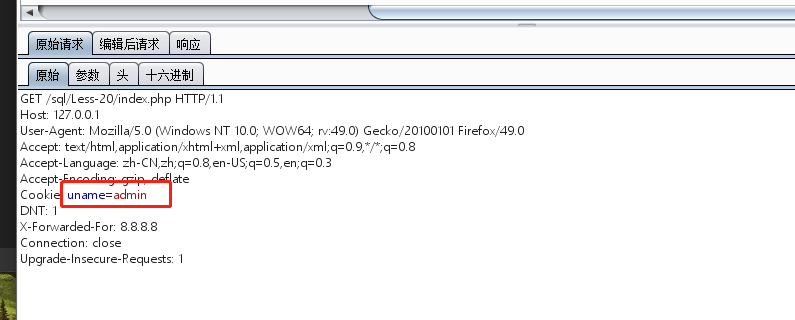 原始请求 编辑后请求 响应
原始 参数 头 十六进制
GET /sql/Less-20/index.php HTTP/1.1
Host: 127.0.0.1
User-Agent: Mozilla/5.0 (Windows NT 10.0; WOW64; rv:49.0) Gecko/20100101 Firefox/49.0
Accept: text/html,application/xhtml+xml,application/xml;q=0.9,*/*;q=0.8
Accept-Language: zh-CN,zh;q=0.8,en-US;q=0.5,en;q=0.3
Accept-Encoding: gzip, deflate
Cookie: uname=admin
DNT: 1
X-Forwarded-For: 8.8.8.8
Connection: close
Upgrade-Insecure-Requests: 1